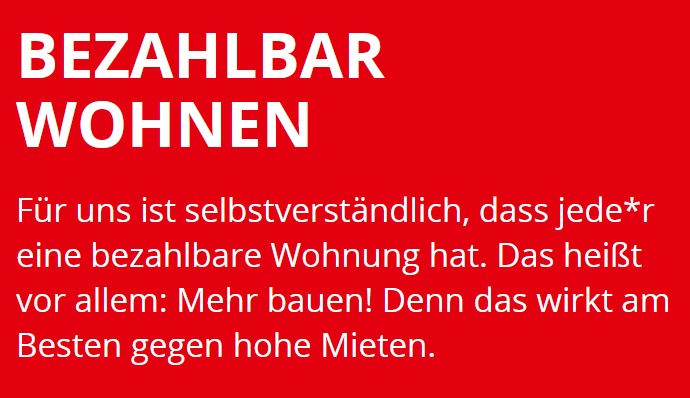 BEZAHLBAR
WOHNEN
Für uns ist selbstverständlich, dass jede*r
eine bezahlbare Wohnung hat. Das heißt
vor allem: Mehr bauen! Denn das wirkt am
Besten gegen hohe Mieten.